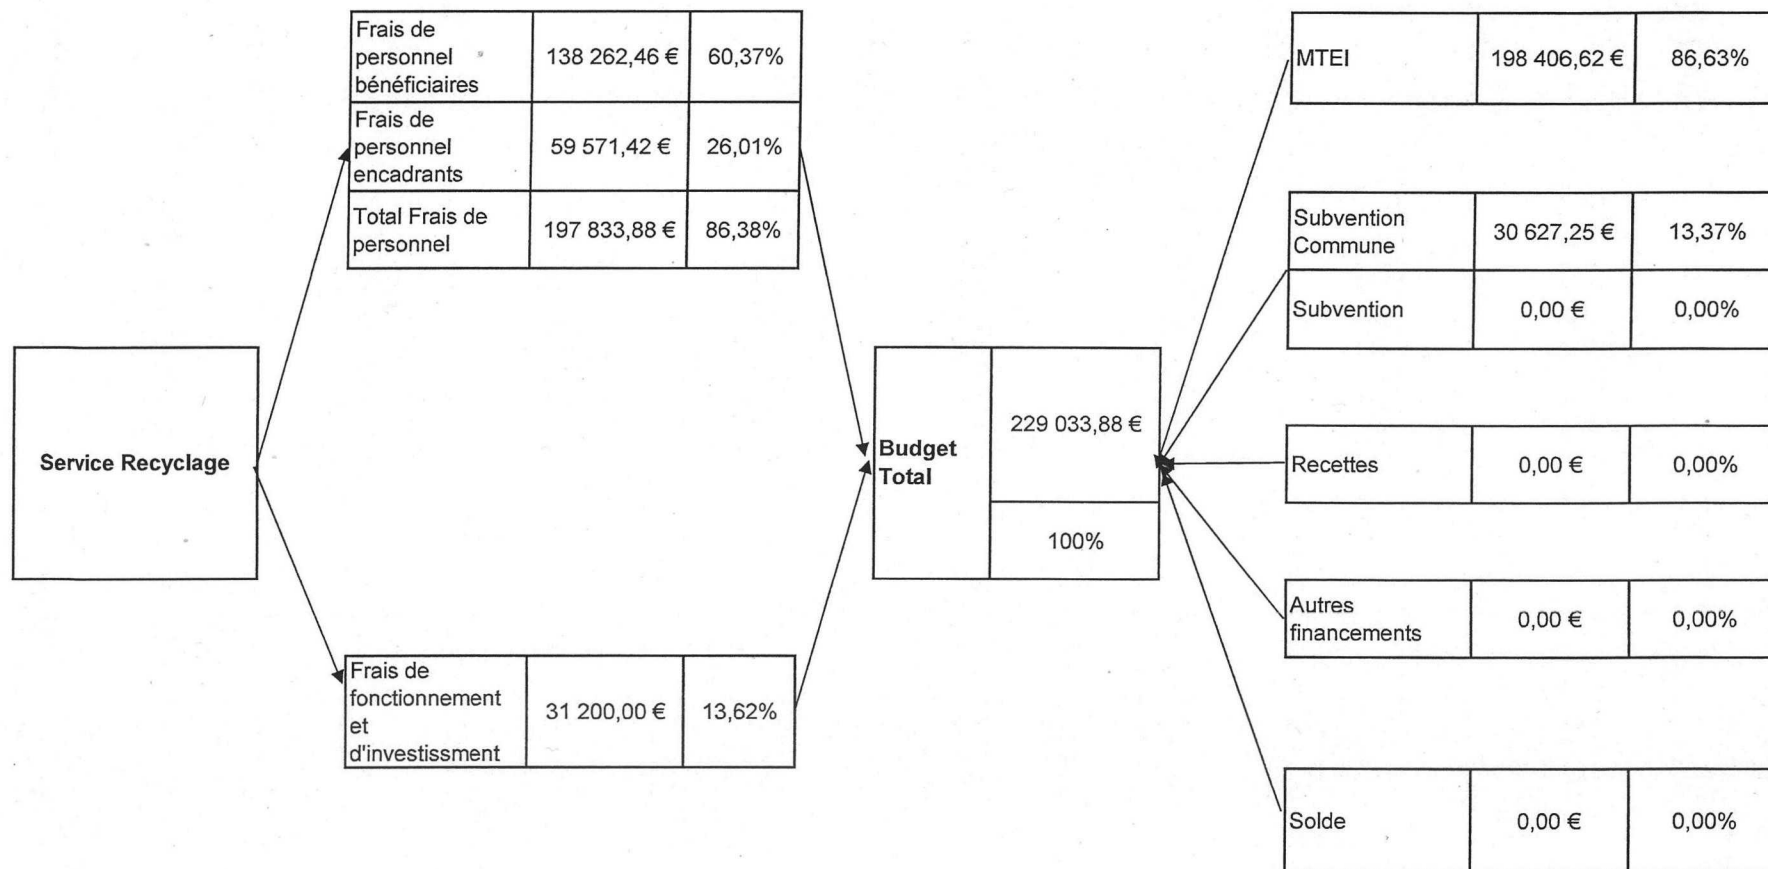 Frais de
personnel
bénéficiaires
138 262,46 €
60,37%
Frais de
personnel
encadrants
59 571,42 €
26,01%
Total Frais de
personnel
197 833,88 €
86,38%
Service Recyclage
Frais de
fonctionnement
et
d'investissment
31 200,00 €
13,62%
Budget
Total
229 033,88 €
100%
MTEI
198 406,62 €
86,63%
Subvention
Commune
30 627,25 €
13,37%
Subvention
0,00 €
0,00%
Recettes
0,00 €
0,00%
Autres
financements
0,00 €
0,00%
Solde
0,00 €
0,00%